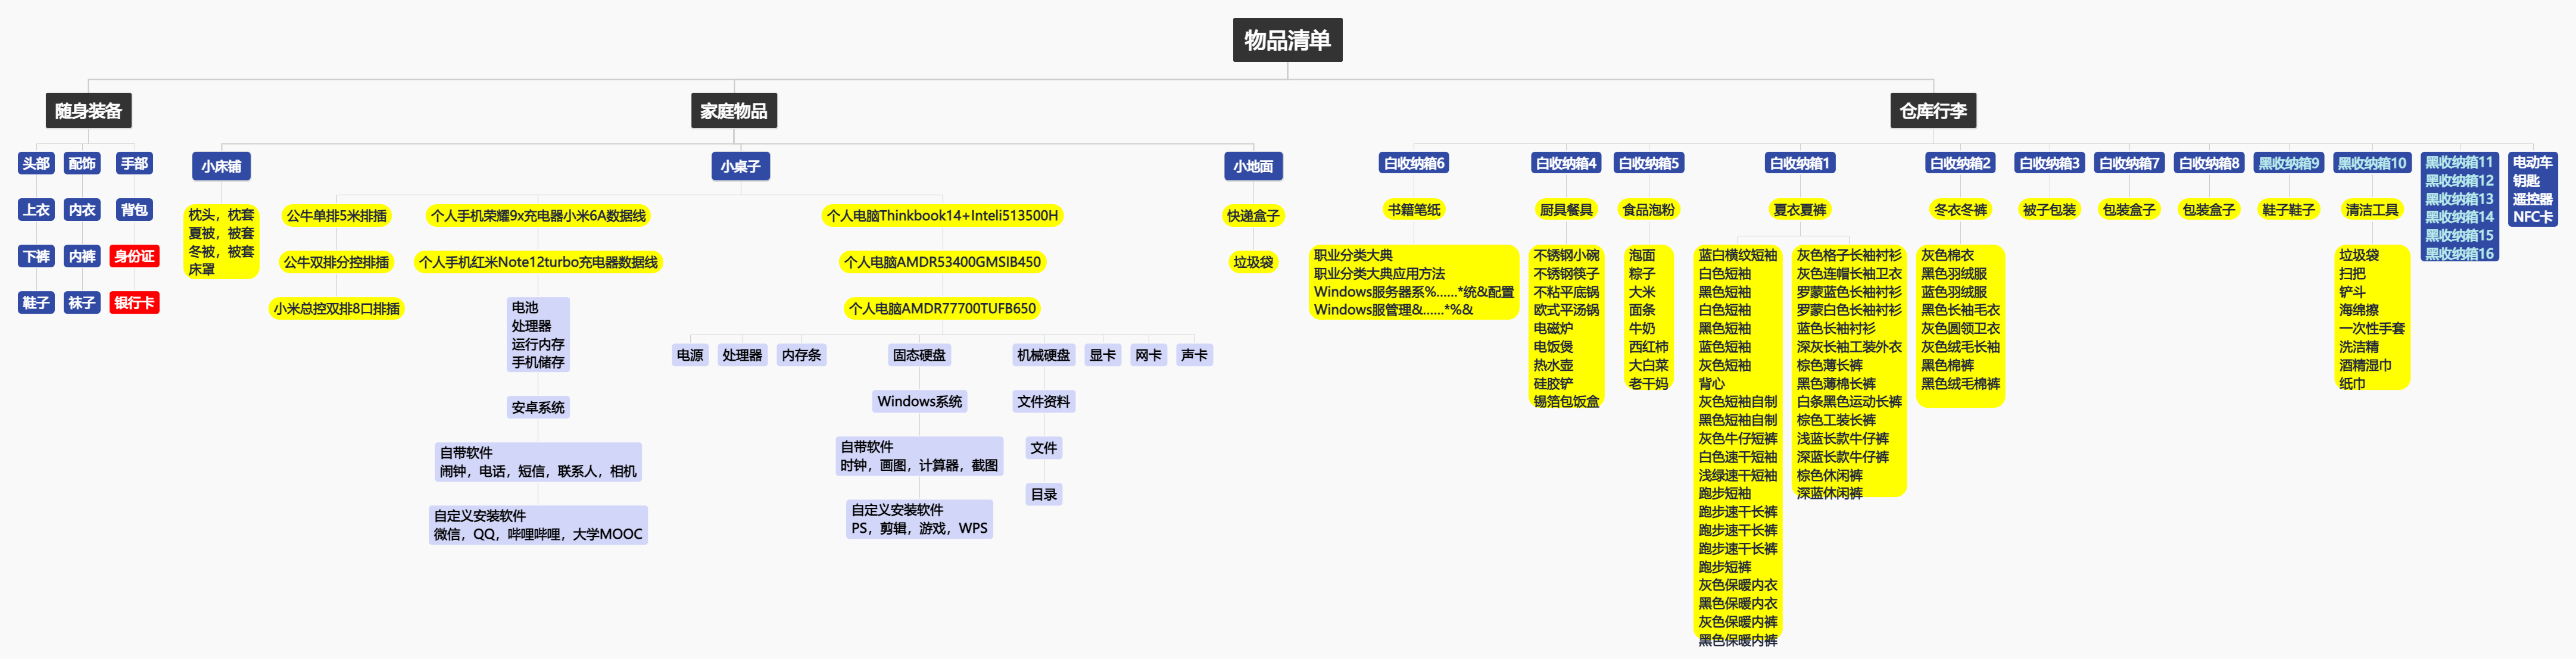 物品清单
随身装备
头部
上衣
下裤
鞋子
配饰
内衣
内裤
袜子
手部
背包
身份证
银行卡
家庭物品
小床铺
枕头，枕套
夏被，被套
冬被，被套
床罩
小桌子
公牛单排5米排插
公牛双排分控排插
小米总控双排8口排插
个人手机荣耀9x充电器小米6A数据线
个人手机红米Note12turbo充电器数据线
电池
处理器
运行内存
手机储存
安卓系统
自带软件
闹钟，电话，短信，联系人，相机
自定义安装软件
微信，QQ，哔哩哔哩，大学MOOC
个人电脑Thinkbook14+Inteli513500H
个人电脑AMDR53400GMSIB450
个人电脑AMDR77700TUFB650
电源
处理器
内存条
固态硬盘
Windows系统
自带软件
时钟，画图，计算器，截图
自定义安装软件
PS，剪辑，游戏，WPS
机械硬盘
文件资料
文件
目录
显卡
网卡
声卡
小地面
快递盒子
垃圾袋
仓库行李
白收纳箱6
书籍笔纸
职业分类大典
职业分类大典应用方法
Windows服务器系%……*统&配置
Windows服管理&……*%&
白收纳箱4
厨具餐具
不锈钢小碗
不锈钢筷子
不粘平底锅
欧式平汤锅
电磁炉
电饭煲
热水壶
硅胶铲
锡箔包饭盒
白收纳箱5
食品泡粉
泡面
粽子
大米
面条
牛奶
西红柿
大白菜
老干妈
白收纳箱1
夏衣夏裤
蓝白横纹短袖
白色短袖
黑色短袖
白色短袖
黑色短袖
蓝色短袖
灰色短袖
背心
灰色短袖自制
黑色短袖自制
灰色牛仔短裤
白色速干短袖
浅绿速干短袖
跑步短袖
跑步速干长裤
跑步速干长裤
跑步速干长裤
跑步短裤
灰色保暖内衣
黑色保暖内衣
灰色保暖内裤
黑色保暖内裤
灰色格子长袖衬衫
灰色连帽长袖卫衣
罗蒙蓝色长袖衬衫
罗蒙白色长袖衬衫
蓝色长袖衬衫
深灰长袖工装外衣
棕色薄长裤
黑色薄棉长裤
白条黑色运动长裤
棕色工装长裤
浅蓝长款牛仔裤
深蓝长款牛仔裤
棕色休闲裤
深蓝休闲裤
白收纳箱2
冬衣冬裤
灰色棉衣
黑色羽绒服
蓝色羽绒服
黑色长袖毛衣
灰色圆领卫衣
灰色绒毛长袖
黑色棉裤
黑色绒毛棉裤
白收纳箱3
被子包装
白收纳箱7
包装盒子
白收纳箱8
包装盒子
黑收纳箱9
鞋子鞋子
黑收纳箱10
清洁工具
垃圾袋
扫把
铲斗
海绵擦
一次性手套
洗洁精
酒精湿巾
纸巾
黑收纳箱11
黑收纳箱12
黑收纳箱13
黑收纳箱14
黑收纳箱15
黑收纳箱16
电动车
钥匙
遥控器
NFC卡